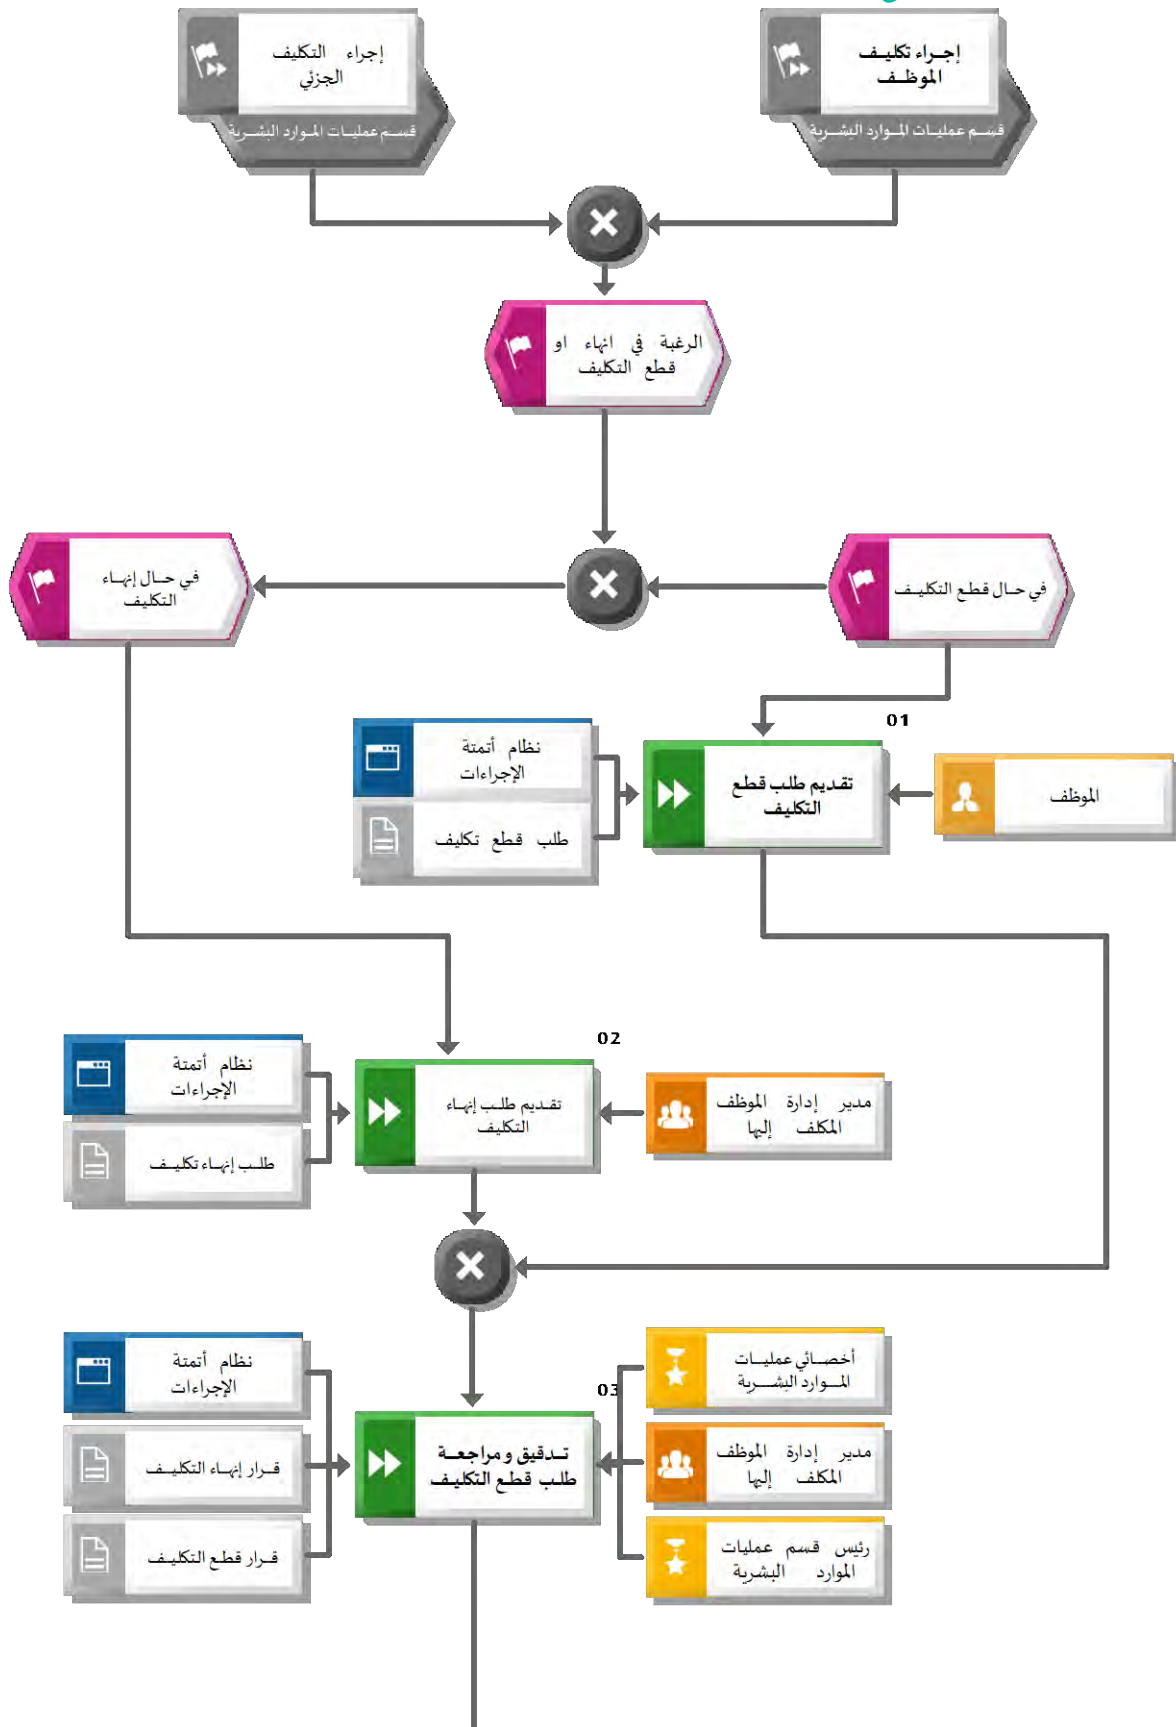 إجراء تكليف
الموظف
قسم عمليات الموارد البشرية
إجراء التكليف
الجزئي
قسم عمليات الموارد البشرية
الرغبة في انهاء او
قطع التكليف
في حال قطع التكليف
في حال إنهاء
التكليف
01
الموظف
تقديم طلب قطع
التكليف
نظام أتمتة
الإجراءات
طلب قطع تكليف
02
مدير إدارة الموظف
المكلف إليها
تقديم طلب إنهاء
التكليف
نظام أتمتة
الإجراءات
طلب إنهاء تكليف
03
أخصائي عمليات
الموارد البشرية
مدير إدارة الموظف
المكلف إليها
رئيس قسم عمليات
الموارد البشرية
تدقيق ومراجعة
طلب قطع التكليف
نظام أتمتة
الإجراءات
قرار إنهاء التكليف
قرار قطع التكليف